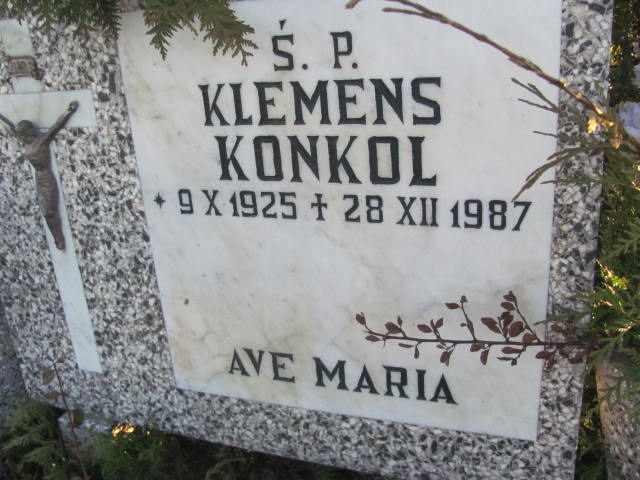 Ś. P.
KLEMENS
KONKOL
* 9 X 1925 ✝ 28 XII 1987
AVE MARIA